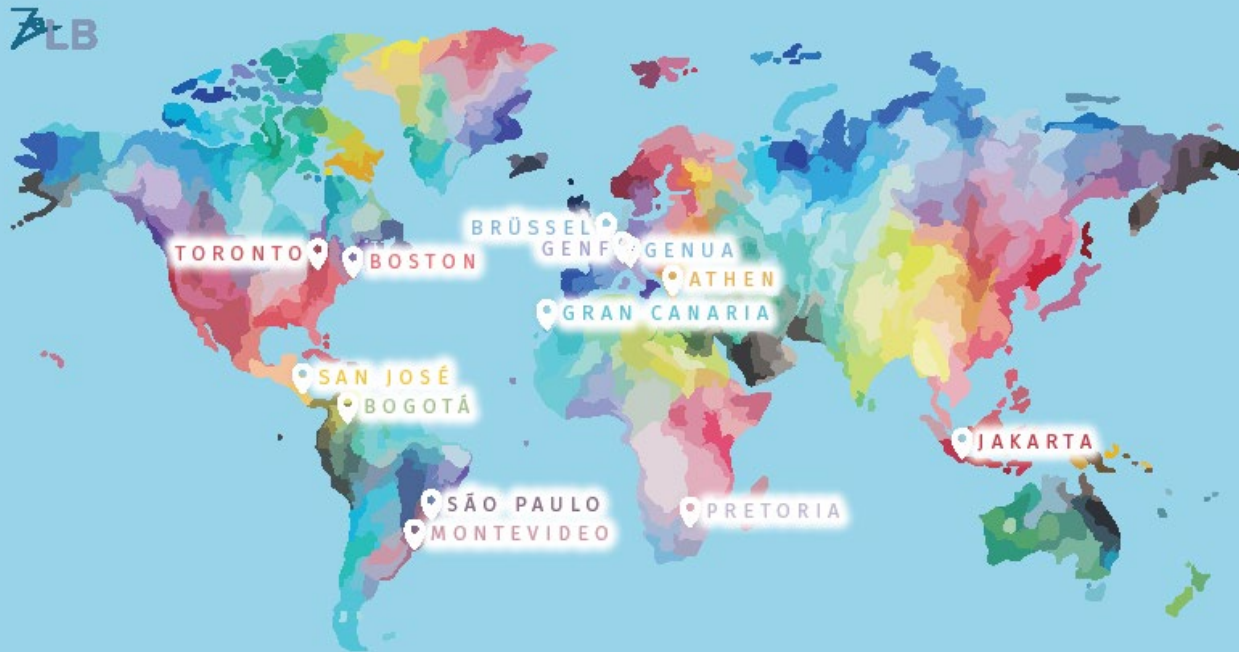 LB
BRÜSSEL
GENF
GENUA
TORONTO
BOSTON
ATHEN
GRAN CANARIA
SAN JOSÉ
BOGOTÁ
JAKARTA
SÃO PAULO
PRETORIA
MONTEVIDEO